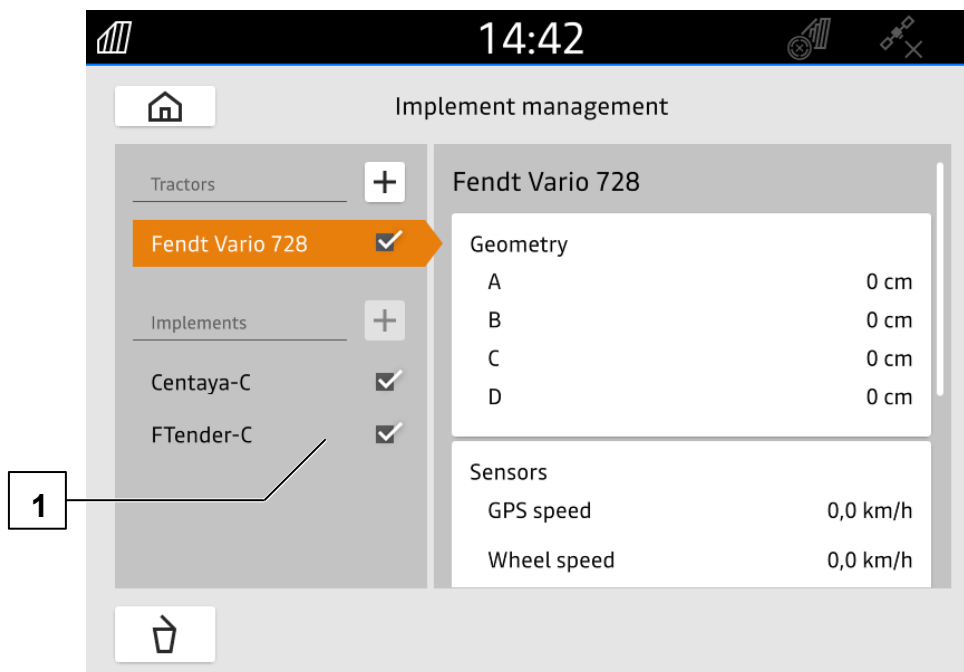 14:42
Implement management
Tractors
Fendt Vario 728
Implements
Centaya-C
FTender-C
1
Fendt Vario 728
Geometry
A 0 cm
B 0 cm
C 0 cm
D 0 cm
Sensors
GPS speed 0,0 km/h
Wheel speed 0,0 km/h